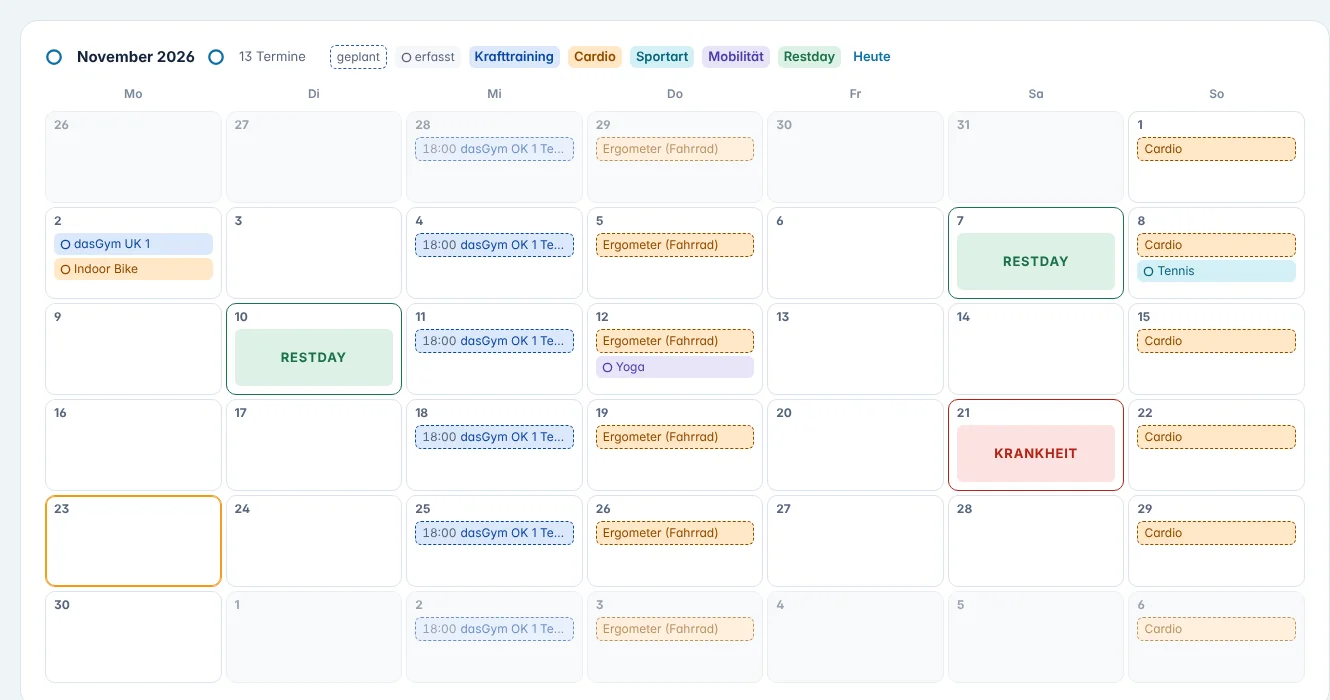 November 2026 13 Termine geplant erfasst Krafttraining Cardio Sportart Mobilität Restday Heute
Mo Di Mi Do Fr Sa So
26 27 28 29 30 31 1
18:00 dasGym OK 1 Te... Ergometer (Fahrrad) Cardio
2 3 4 5 6 7 8
dasGym UK 1 18:00 dasGym OK 1 Te... Ergometer (Fahrrad) RESTDAY Cardio
Indoor Bike Tennis
9 10 11 12 13 14 15
RESTDAY 18:00 dasGym OK 1 Te... Ergometer (Fahrrad) Cardio
Yoga
16 17 18 19 20 21 22
18:00 dasGym OK 1 Te... Ergometer (Fahrrad) KRANKHEIT Cardio
23 24 25 26 27 28 29
18:00 dasGym OK 1 Te... Ergometer (Fahrrad) Cardio
30 1 2 3 4 5 6
18:00 dasGym OK 1 Te... Ergometer (Fahrrad) Cardio